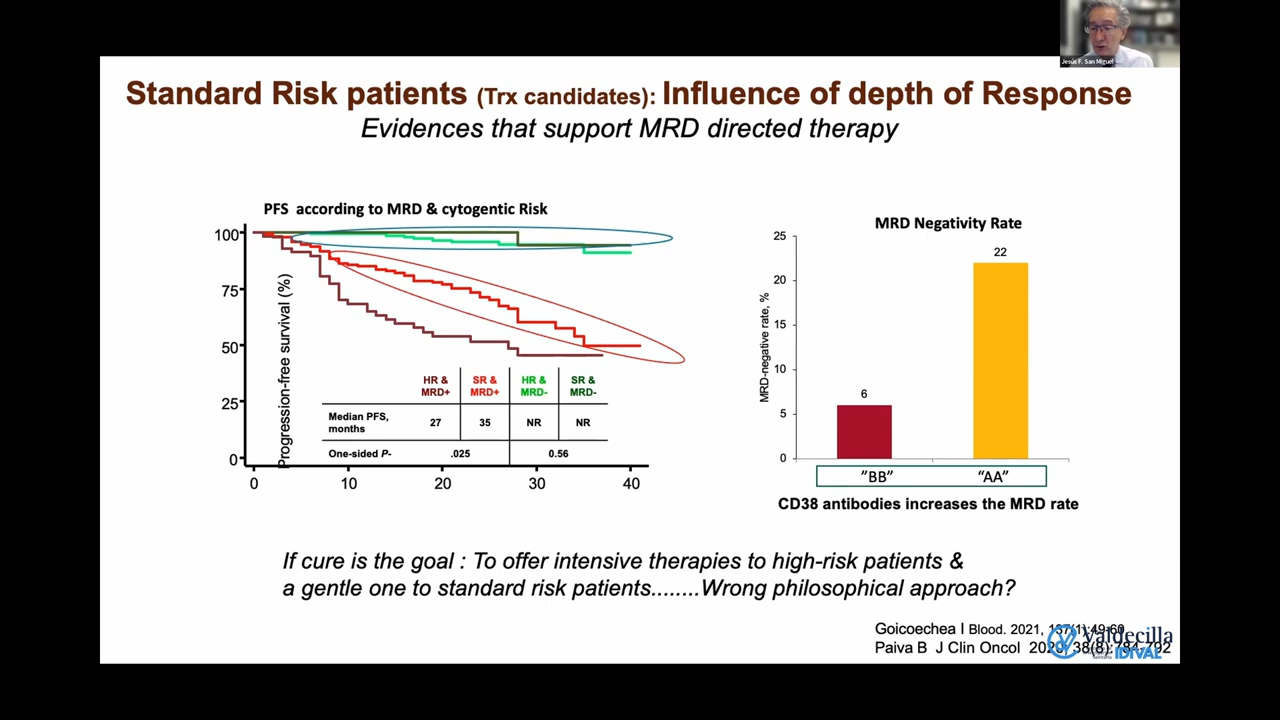 Jesús F. San Miguel
Standard Risk patients (Trx candidates): Influence of depth of Response
Evidences that support MRD directed therapy
PFS according to MRD & cytogentic Risk
100
75
50
25
0
Progression-free survival (%)
HR & MRD+
SR & MRD+
HR & MRD-
SR & MRD-
Median PFS, months
27
35
NR
NR
One-sided P-
.025
0.56
0
10
20
30
40
MRD Negativity Rate
25
20
15
10
5
0
MRD-negative rate, %
6
22
”BB”
“AA”
CD38 antibodies increases the MRD rate
If cure is the goal : To offer intensive therapies to high-risk patients &
a gentle one to standard risk patients........Wrong philosophical approach?
Goicoechea I Blood. 2021, 137(1):49-60
Paiva B J Clin Oncol 2020, 38(8):784-792
Valdecilla
IDIVAL